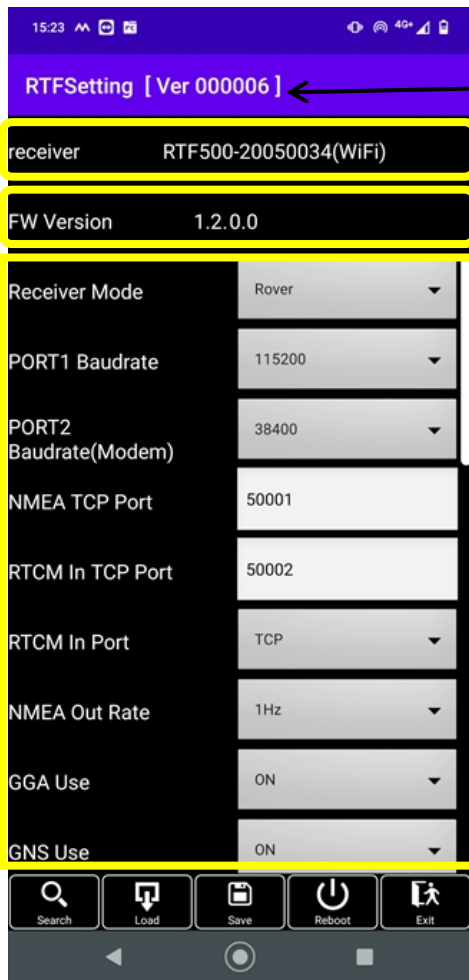 15:23 4G+
RTFSetting [ Ver 000006 ]
receiver RTF500-20050034(WiFi)
FW Version 1.2.0.0
Receiver Mode Rover
PORT1 Baudrate 115200
PORT2
Baudrate(Modem) 38400
NMEA TCP Port 50001
RTCM In TCP Port 50002
RTCM In Port TCP
NMEA Out Rate 1Hz
GGA Use ON
GNS Use ON
Search Load Save Reboot Exit